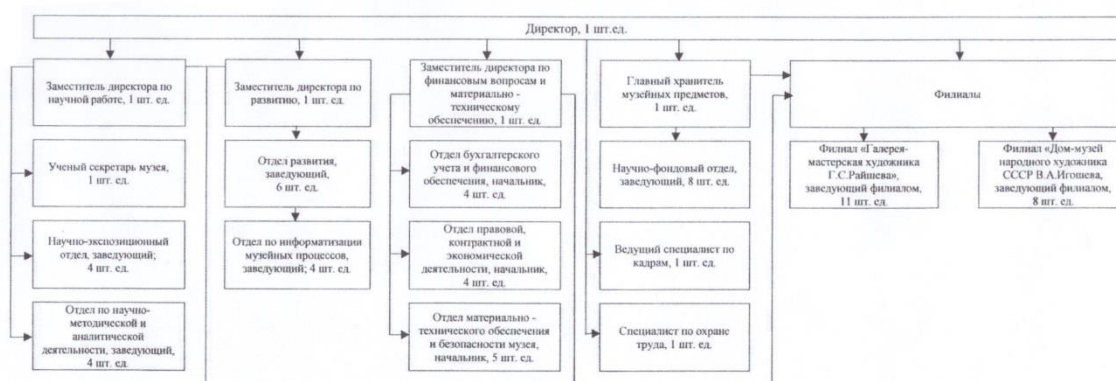 Директор, 1 шт.ед.
Заместитель директора по
научной работе, 1 шт. ед.
Заместитель директора по
развитию, 1 шт. ед.
Заместитель директора по
финансовым вопросам и
материально -
техническому
обеспечению, 1 шт. ед.
Главный хранитель
музейных предметов,
1 шт. ед.
Филиалы
Ученый секретарь музея,
1 шт. ед.
Отдел развития,
заведующий,
6 шт. ед.
Отдел бухгалтерского
учета и финансового
обеспечения, начальник,
4 шт. ед.
Научно-фондовый отдел,
заведующий, 8 шт. ед.
Филиал «Галерея-
мастерская художника
Г.С.Райшева»,
заведующий филиалом,
11 шт. ед.
Филиал «Дом-музей
народного художника
СССР В.А.Игошева,
заведующий филиалом,
8 шт. ед.
Научно-экспозиционный
отдел, заведующий;
4 шт. ед.
Отдел по информатизации
музейных процессов,
заведующий; 4 шт. ед.
Отдел правовой,
контрактной и
экономической
деятельности, начальник,
4 шт. ед.
Ведущий специалист по
кадрам, 1 шт. ед.
Отдел по научно-
методической и
аналитической
деятельности, заведующий,
4 шт. ед.
Отдел материально -
технического обеспечения
и безопасности музея,
начальник, 5 шт. ед.
Специалист по охране
труда, 1 шт. ед.